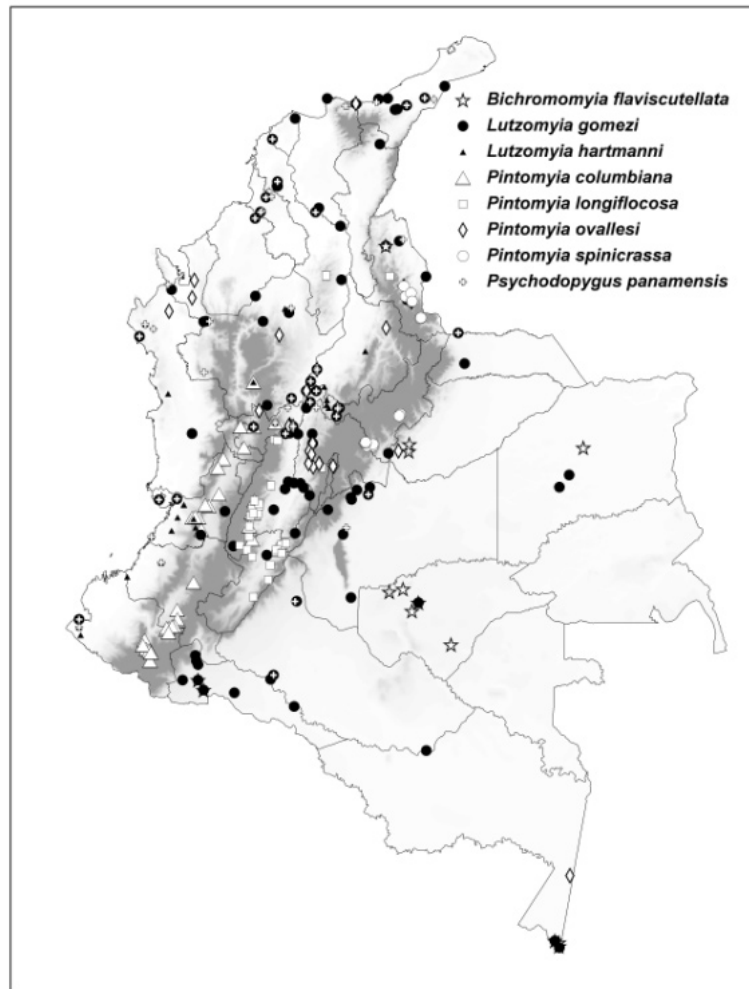 Bichromomyia flaviscutellata
Lutzomyia gomezi
Lutzomyia hartmanni
Pintomyia columbiana
Pintomyia longiflocosa
Pintomyia ovallesi
Pintomyia spinicrassa
Psychodopygus panamensis